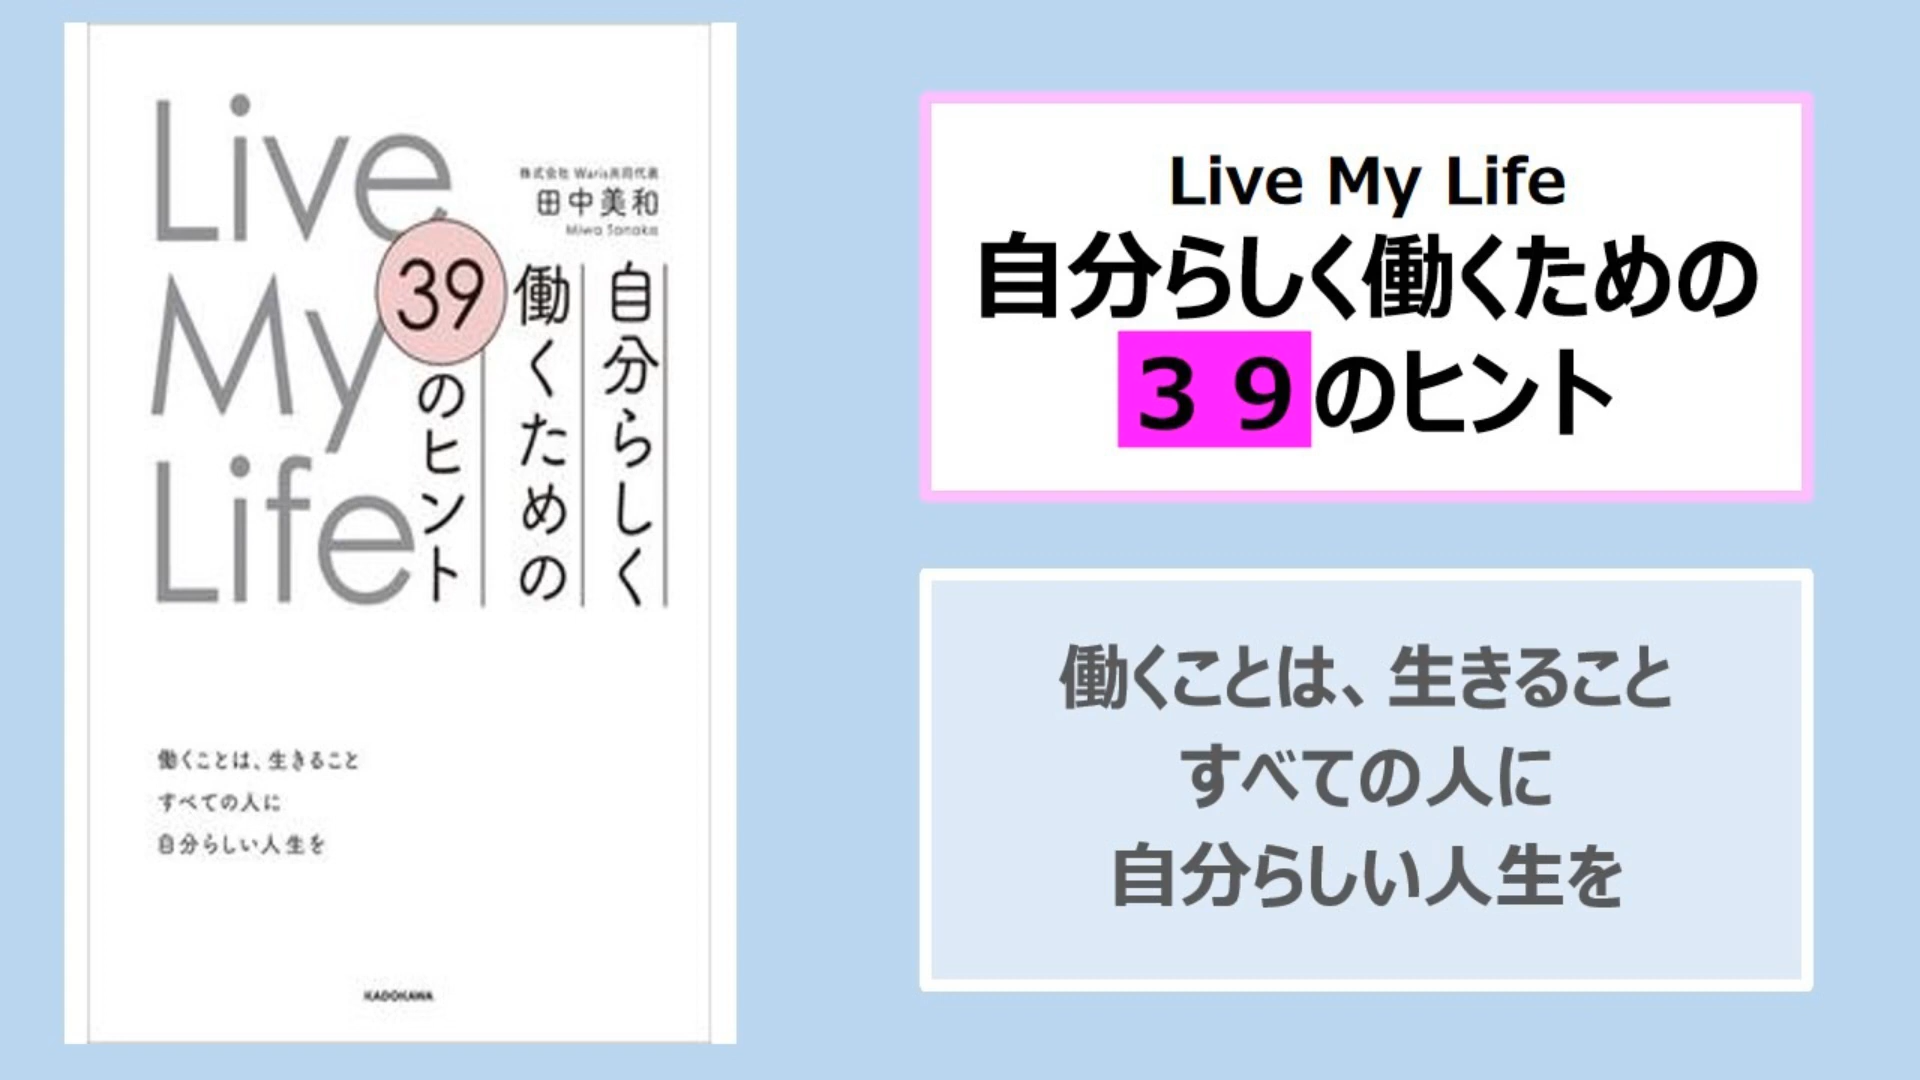 Live
My
Life
株式会社 Waris共同代表
田中美和
Miwa Tanaka
自分らしく
働くための
39のヒント
働くことは、生きること
すべての人に
自分らしい人生を
KADOKAWA
Live My Life
自分らしく働くための
３９のヒント
働くことは、生きること
すべての人に
自分らしい人生を